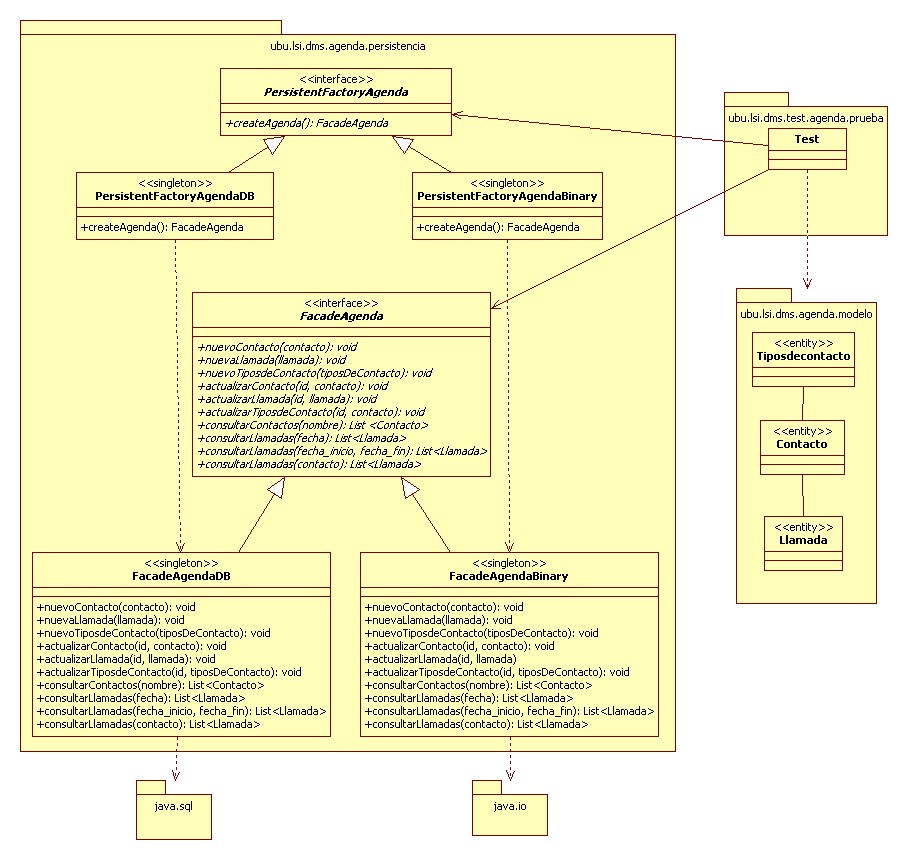 ubu.lsi.dms.agenda.persistencia
<<interface>>
PersistentFactoryAgenda
+createAgenda(): FacadeAgenda
<<singleton>>
PersistentFactoryAgendaDB
+createAgenda(): FacadeAgenda
<<singleton>>
PersistentFactoryAgendaBinary
+createAgenda(): FacadeAgenda
<<interface>>
FacadeAgenda
+nuevoContacto(contacto): void
+nuevaLlamada(llamada): void
+nuevoTiposdeContacto(tiposDeContacto): void
+actualizarContacto(id, contacto): void
+actualizarLlamada(id, llamada): void
+actualizarTiposdeContacto(id, contacto): void
+consultarContactos(nombre): List <Contacto>
+consultarLlamadas(fecha): List<Llamada>
+consultarLlamadas(fecha_inicio, fecha_fin): List<Llamada>
+consultarLlamadas(contacto): List<Llamada>
<<singleton>>
FacadeAgendaDB
+nuevoContacto(contacto): void
+nuevaLlamada(llamada): void
+nuevoTiposdeContacto(tiposDeContacto): void
+actualizarContacto(id, contacto): void
+actualizarLlamada(id, llamada): void
+actualizarTiposdeContacto(id, tiposDeContacto): void
+consultarContactos(nombre): List<Contacto>
+consultarLlamadas(fecha): List<Llamada>
+consultarLlamadas(fecha_inicio, fecha_fin): List<Llamada>
+consultarLlamadas(contacto): List<Llamada>
<<singleton>>
FacadeAgendaBinary
+nuevoContacto(contacto): void
+nuevaLlamada(llamada): void
+nuevoTiposdeContacto(tiposDeContacto): void
+actualizarContacto(id, contacto): void
+actualizarLlamada(id, llamada)
+actualizarTiposdeContacto(id, tiposDeContacto): void
+consultarContactos(nombre): List<Contacto>
+consultarLlamadas(fecha): List<Llamada>
+consultarLlamadas(fecha_inicio, fecha_fin): List<Llamada>
+consultarLlamadas(contacto): List<Llamada>
java.sql
java.io
ubu.lsi.dms.test.agenda.prueba
Test
ubu.lsi.dms.agenda.modelo
<<entity>>
Tiposdecontacto
<<entity>>
Contacto
<<entity>>
Llamada